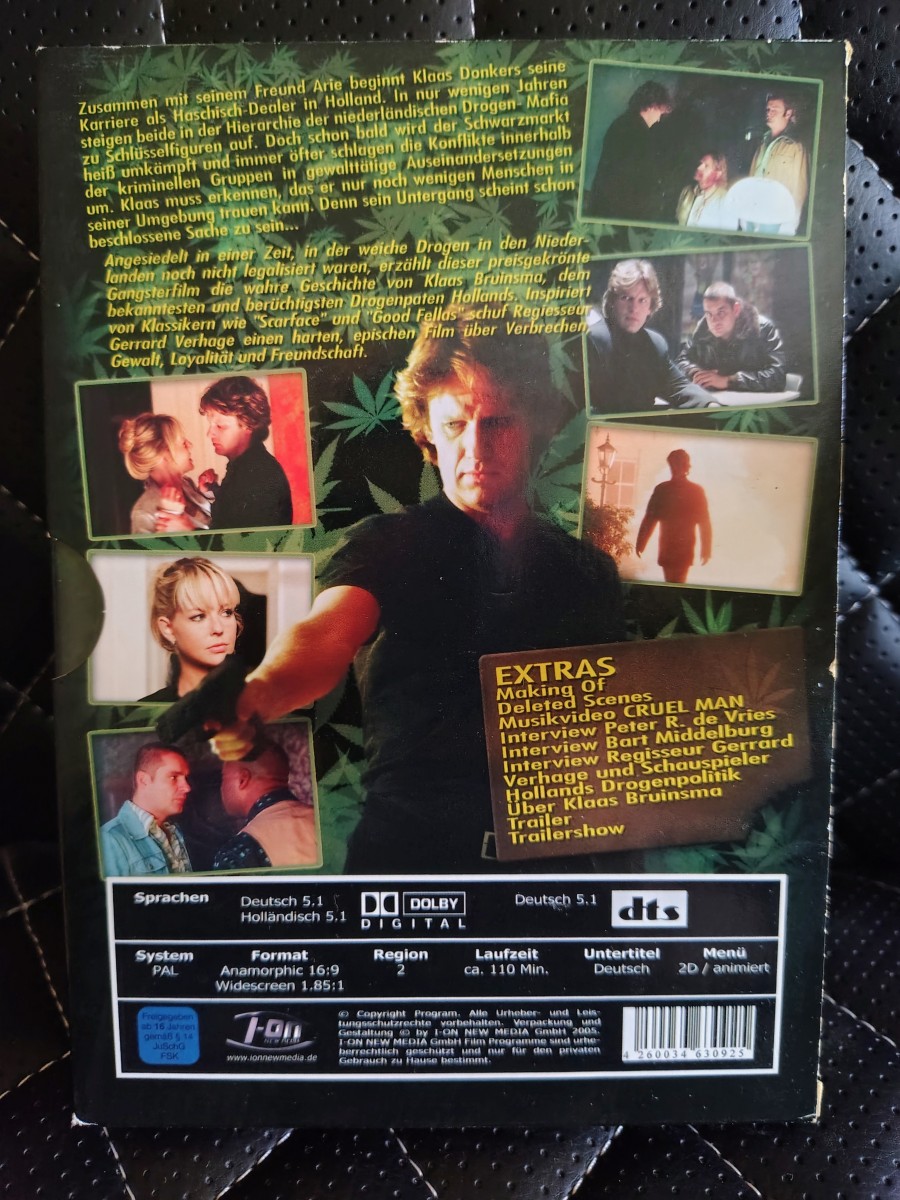 Zusammen mit seinem Freund Arie beginnt Klaas Donkers seine
Karriere als Haschisch-Dealer in Holland. In nur wenigen Jahren
steigen beide in der Hierarchie der niederländischen Drogen- Mafia
zu Schlüsselfiguren auf. Doch schon bald wird der Schwarzmarkt
heiß umkämpft und immer öfter schlagen die Konflikte innerhalb
der kriminellen Gruppen in gewalttätige Auseinandersetzungen
um. Klaas muss erkennen, das er nur noch wenigen Menschen in
seiner Umgebung trauen kann. Denn sein Untergang scheint schon
beschlossene Sache zu sein...
Angesiedelt in einer Zeit, in der weiche Drogen in den Nieder-
landen noch nicht legalisiert waren, erzählt dieser preisgekrönte
Gangsterfilm die wahre Geschichte von Klaas Bruinsma, dem
bekanntesten und berüchtigsten Drogenpaten Hollands. Inspiriert
von Klassikern wie "Scarface" und "Good Fellas" schuf Regiesseur
Gerrard Verhage einen harten, epischen Film über Verbrechen,
Gewalt, Loyalität und Freundschaft.
EXTRAS
Making Of
Deleted Scenes
Musikvideo CRUEL MAN
Interview Peter R. de Vries
Interview Bart Middelburg
Interview Regisseur Gerrard
Verhage und Schauspieler
Hollands Drogenpolitik
Über Klaas Bruinsma
Trailer
Trailershow
Sprachen
Deutsch 5.1
Holländisch 5.1
DOLBY
DIGITAL
Deutsch 5.1
dts
System
PAL
Format
Anamorphic 16:9
Widescreen 1.85:1
Region
2
Laufzeit
ca. 110 Min.
Untertitel
Deutsch
Menü
2D / animiert
Freigegeben
ab 16 Jahren
gemäß § 14
JuSchG
FSK
I-on
NEW MEDIA
www.ionnewmedia.de
© Copyright Program. Alle Urheber- und Leis-
tungsschutzrechte vorbehalten. Verpackung und
Gestaltung © by I-ON NEW MEDIA GmbH 2005.
I-ON NEW MEDIA GmbH Film Programme sind urhe-
berrechtlich geschützt und nur für den privaten
Gebrauch zu Hause bestimmt.
4 260034 630925